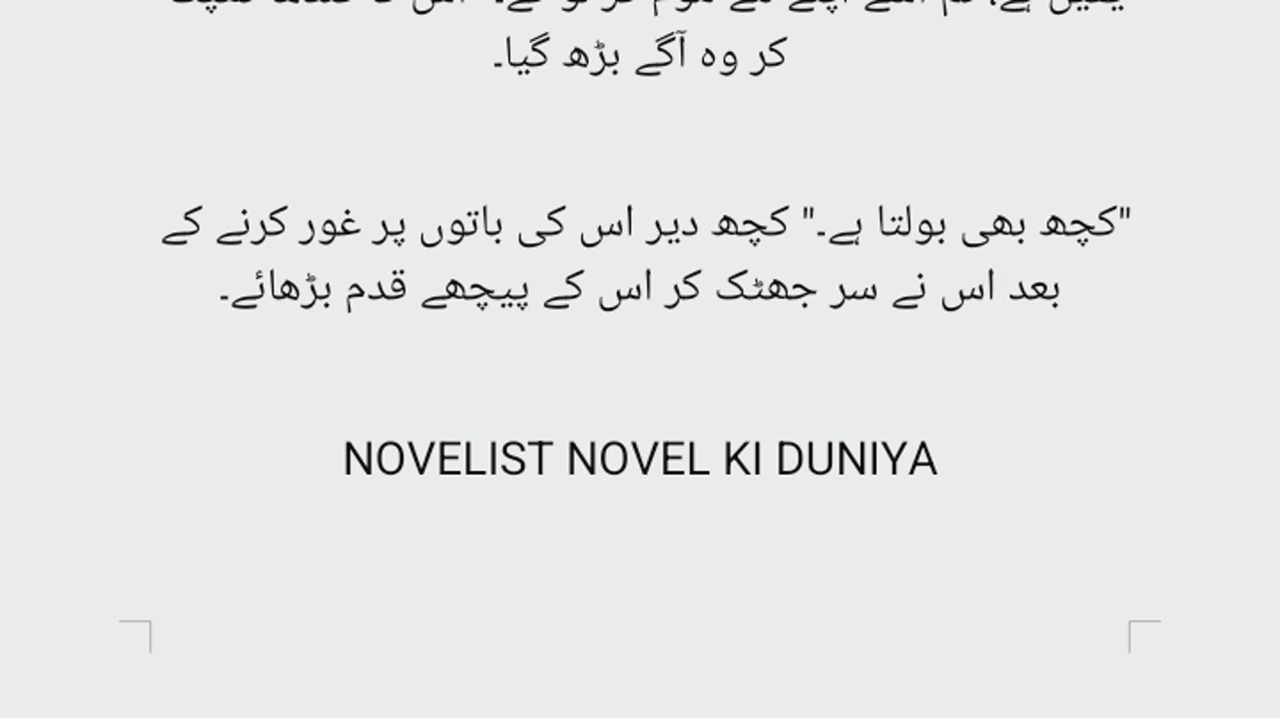 کر وہ آگے بڑھ گیا۔
"کچھ بھی بولتا ہے۔" کچھ دیر اس کی باتوں پر غور کرنے کے
بعد اس نے سر جھٹک کر اس کے پیچھے قدم بڑھائے۔
NOVELIST NOVEL KI DUNIYA